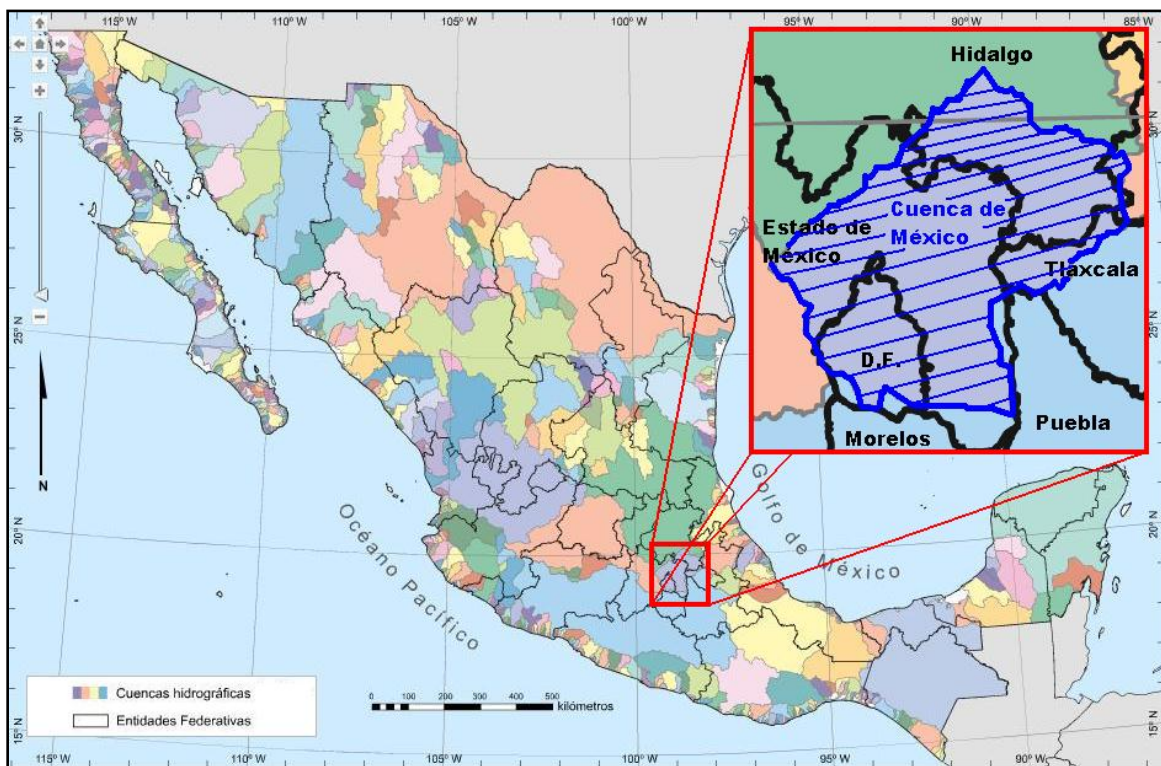 115° W
110° W
105° W
100° W
95° W
90° W
85° W
30° N
25° N
20° N
15° N
N
30° N
25° N
20° N
15° N
Hidalgo
Cuenca de
México
Estado de
México
Tlaxcala
D.F.
Morelos
Puebla
Golfo de México
Océano Pacífico
Cuencas hidrográficas
Entidades Federativas
0 100 200 300 400 500
kilómetros
115° W
110° W
105° W
100° W
95° W
90° W